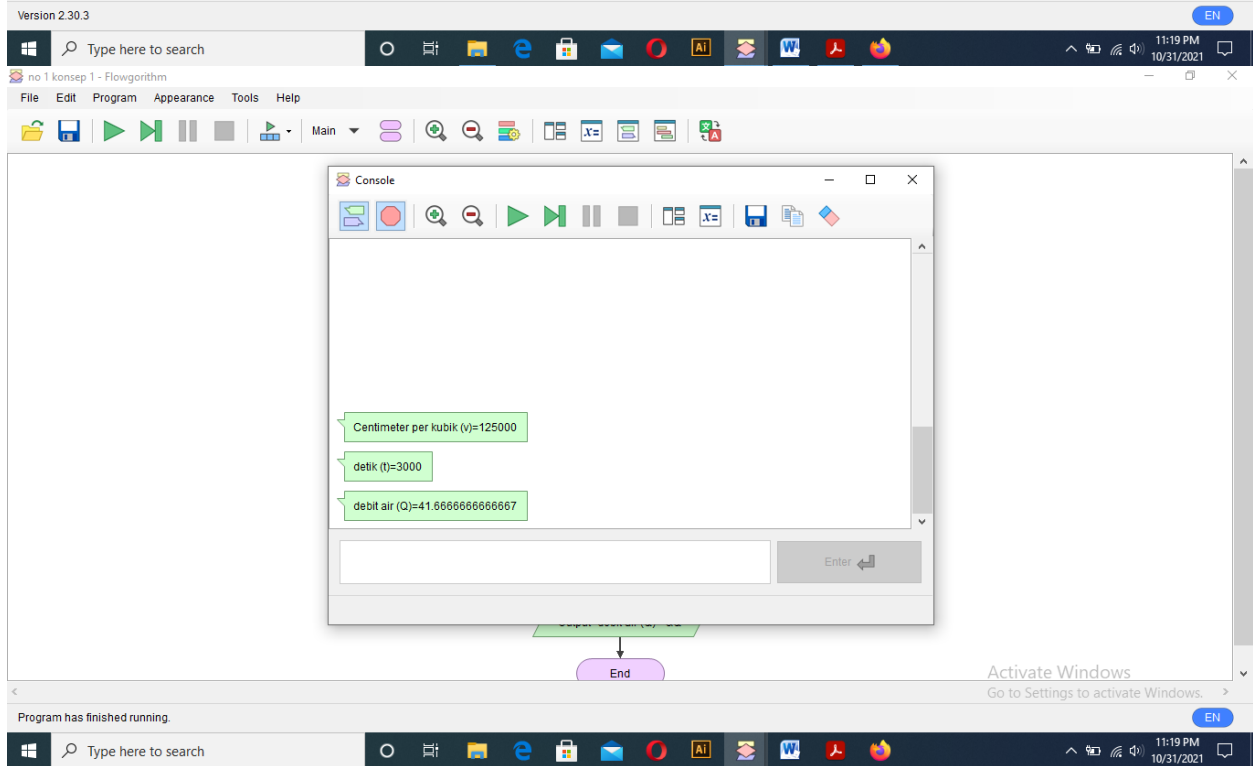 Version 2.30.3
EN
Type here to search
Ai
W
11:19 PM
10/31/2021
no 1 konsep 1 - Flowgorithm
File Edit Program Appearance Tools Help
Main
x=
Console
x=
Centimeter per kubik (v)=125000
detik (t)=3000
debit air (Q)=41.6666666666667
Enter
End
Activate Windows
Go to Settings to activate Windows.
Program has finished running.
EN
Type here to search
Ai
W
11:19 PM
10/31/2021